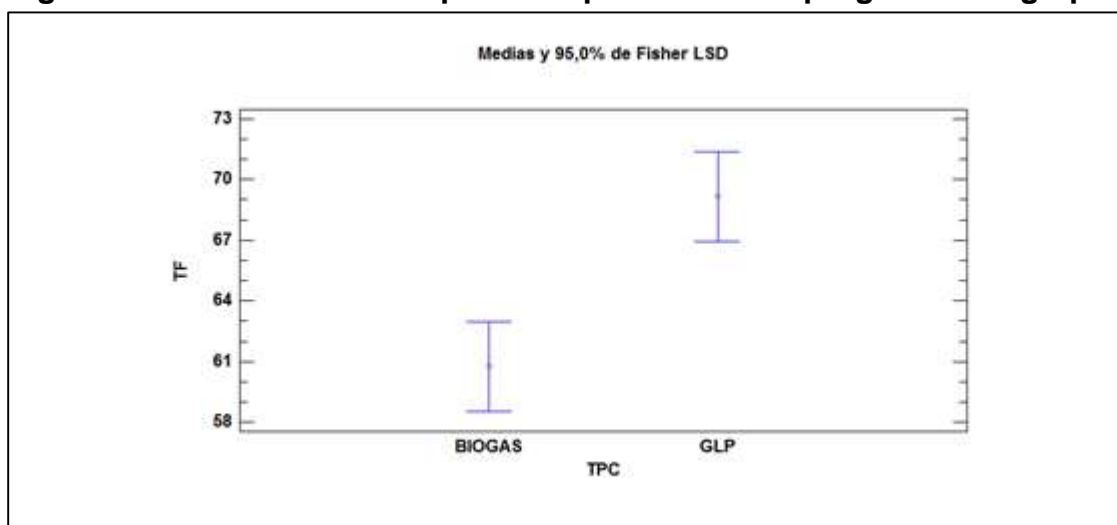 Medias y 95,0% de Fisher LSD
73
70
67
64
61
58
TF
BIOGAS GLP
TPC